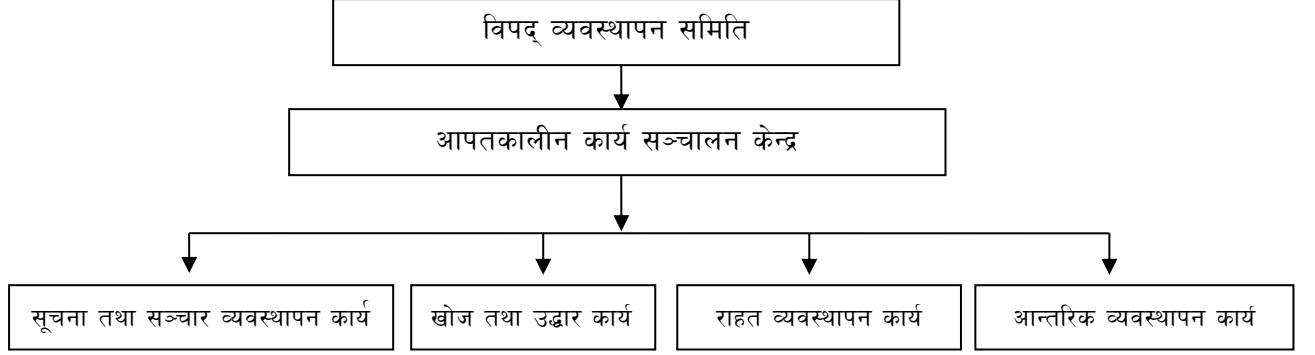 विपद् व्यवस्थापन समिति
आपतकालीन कार्य सञ्चालन केन्द्र
सूचना तथा सञ्चार व्यवस्थापन कार्य
खोज तथा उद्धार कार्य
राहत व्यवस्थापन कार्य
आन्तरिक व्यवस्थापन कार्य